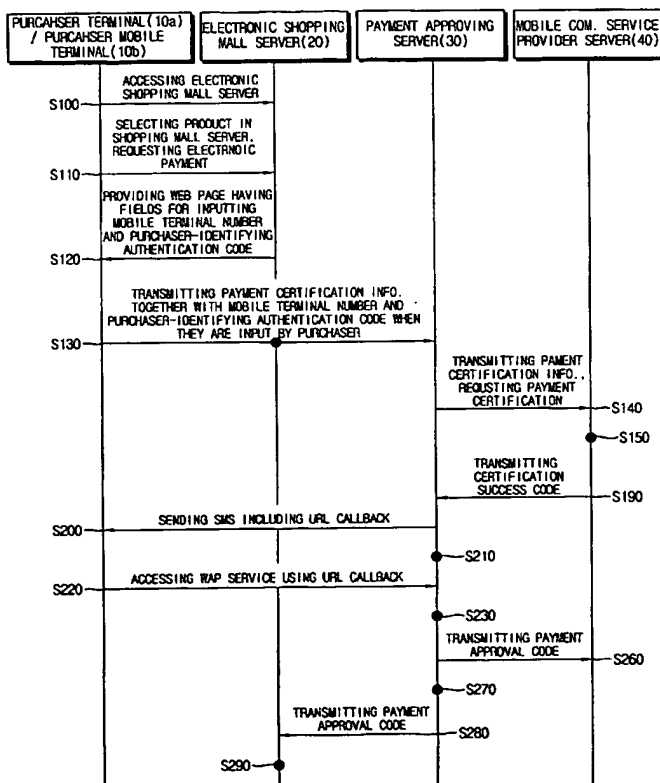 PURCAHSER TERMINAL(10a)
/ PURCAHSER MOBILE
TERMINAL(10b)
ELECTRONIC SHOPPING
MALL SERVER(20)
PAYMENT APPROVING
SERVER(30)
MOBILE COM. SERVICE
PROVIDER SERVER(40)
ACCESSING ELECTRONIC
SHOPPING MALL SERVER
S100
SELECTING PRODUCT IN
SHOPPING MALL SERVER,
REQUESTING ELECTRNOIC
PAYMENT
S110
PROVIDING WEB PAGE HAVING
FIELDS FOR INPUTTING
MOBILE TERMINAL NUMBER
AND PURCHASER-IDENTIFYING
AUTHENTICATION CODE
S120
TRANSMITTING PAYMENT CERTIFICATION INFO.
TOGETHER WITH MOBILE TERMINAL NUMBER AND
PURCHASER-IDENTIFYING AUTHENTICATION CODE WHEN
THEY ARE INPUT BY PURCHASER
S130
TRANSMITTING PAMENT
CERTIFICATION INFO.,
REQUSTING PAYMENT
CERTIFICATION
S140
S150
TRANSMITTING
CERTIFICATION
SUCCESS CODE
S190
SENDING SMS INCLUDING URL CALLBACK
S200
S210
ACCESSING WAP SERVICE USING URL CALLBACK
S220
S230
TRANSMITTING PAYMENT
APPROVAL CODE
S260
S270
TRANSMITTING PAYMENT
APPROVAL CODE
S280
S290